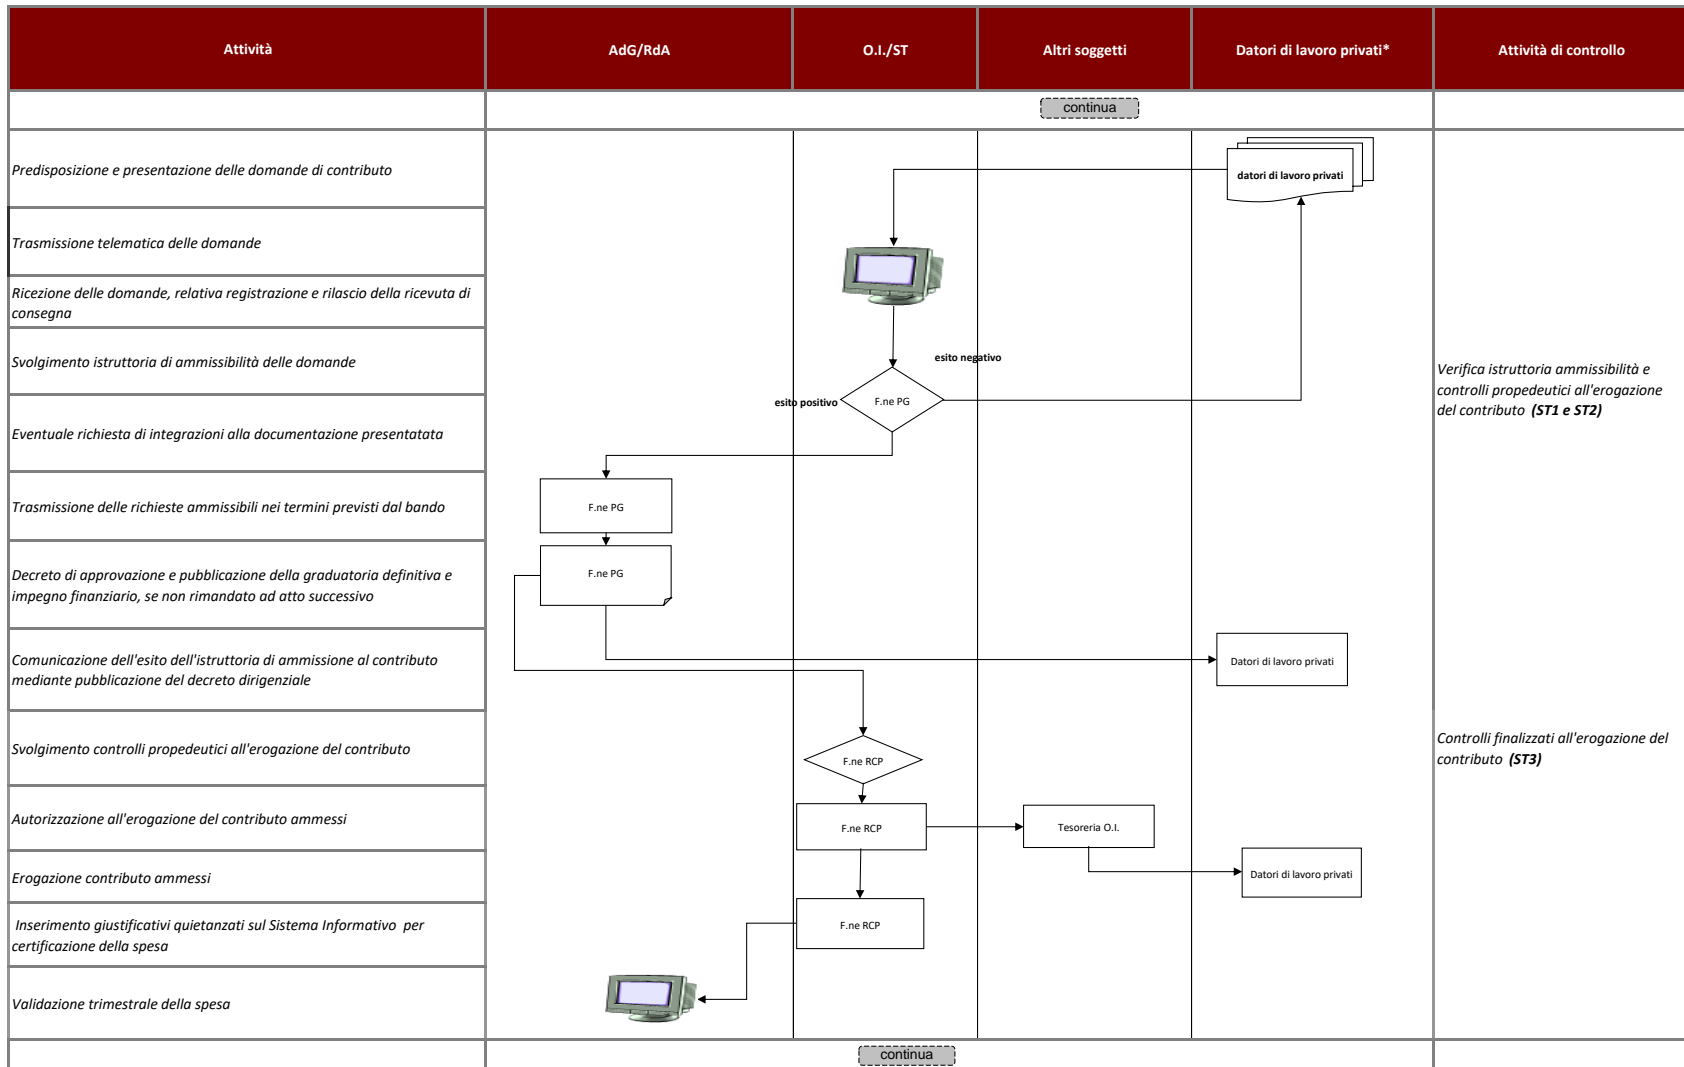 Attività
AdG/RdA
O.I./ST
Altri soggetti
Datori di lavoro privati*
Attività di controllo
continua
Predisposizione e presentazione delle domande di contributo
datori di lavoro privati
Trasmissione telematica delle domande
Ricezione delle domande, relativa registrazione e rilascio della ricevuta di
consegna
Svolgimento istruttoria di ammissibilità delle domande
esito negativo
esito positivo
F.ne PG
Verifica istruttoria ammissibilità e
controlli propedeutici all'erogazione
del contributo (ST1 e ST2)
Eventuale richiesta di integrazioni alla documentazione presentatata
Trasmissione delle richieste ammissibili nei termini previsti dal bando
F.ne PG
Decreto di approvazione e pubblicazione della graduatoria definitiva e
impegno finanziario, se non rimandato ad atto successivo
F.ne PG
Comunicazione dell'esito dell'istruttoria di ammissione al contributo
mediante pubblicazione del decreto dirigenziale
Datori di lavoro privati
Svolgimento controlli propedeutici all'erogazione del contributo
F.ne RCP
Controlli finalizzati all'erogazione del
contributo (ST3)
Autorizzazione all'erogazione del contributo ammessi
F.ne RCP
Tesoreria O.I.
Erogazione contributo ammessi
Datori di lavoro privati
Inserimento giustificativi quietanzati sul Sistema Informativo per
certificazione della spesa
F.ne RCP
Validazione trimestrale della spesa
continua